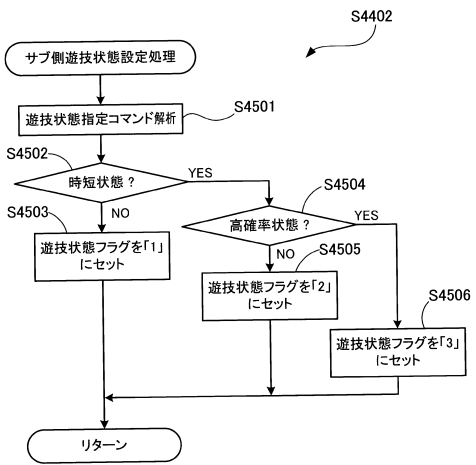 S4402
サブ側遊技状態設定処理
S4501
遊技状態指定コマンド解析
S4502
時短状態？
YES
NO
S4503
遊技状態フラグを「1」
にセット
S4504
高確率状態？
YES
NO
S4505
遊技状態フラグを「2」
にセット
S4506
遊技状態フラグを「3」
にセット
リターン